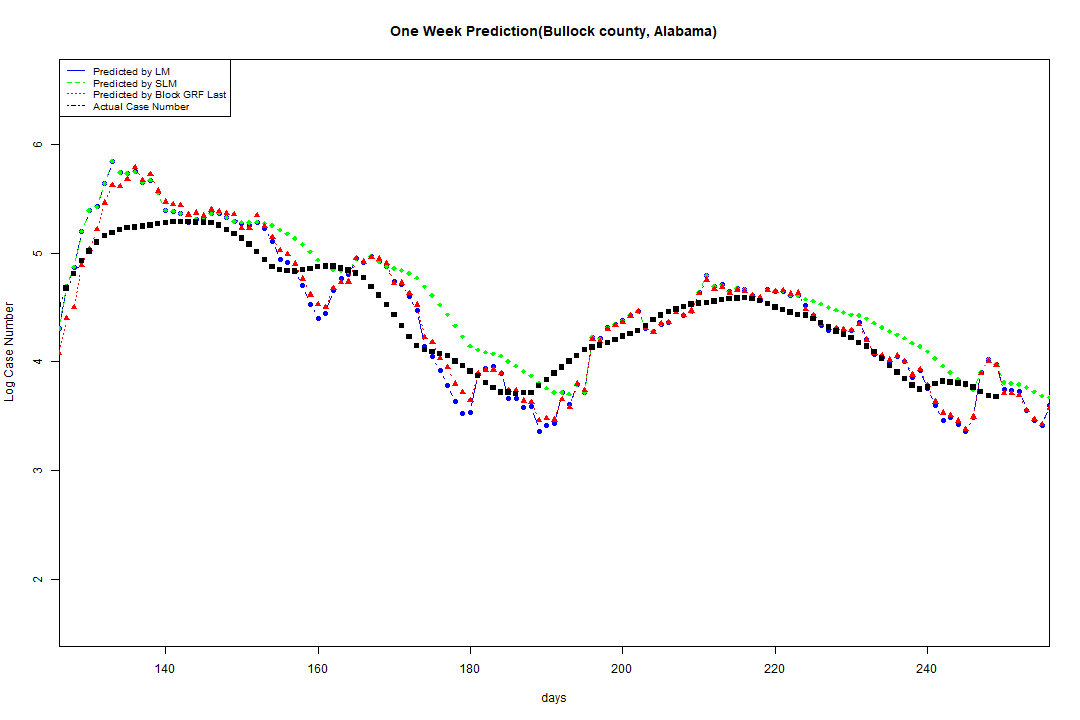 One Week Prediction(Bullock county, Alabama)
Predicted by LM
Predicted by SLM
Predicted by Block GRF Last
Actual Case Number
6
5
4
3
2
Log Case Number
140 160 180 200 220 240
days